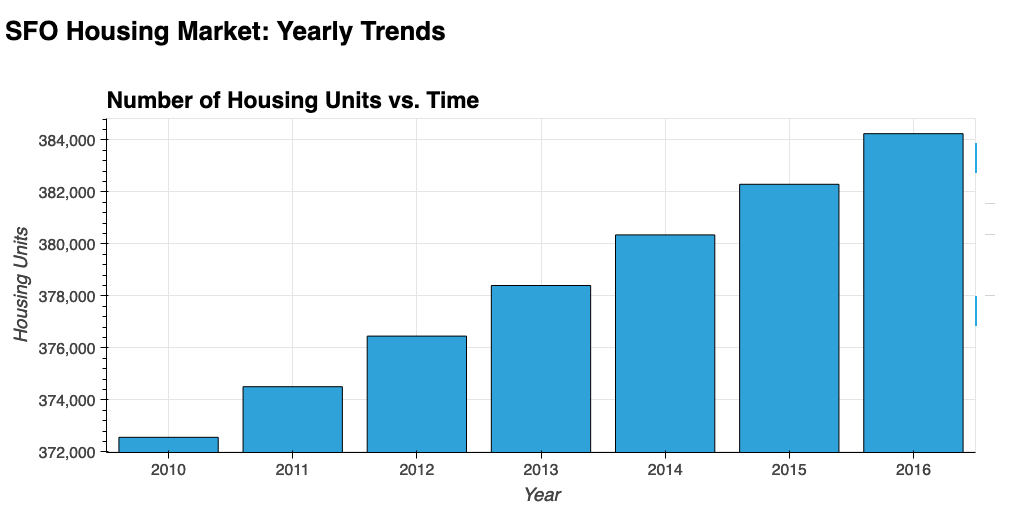 SFO Housing Market: Yearly Trends
Number of Housing Units vs. Time
384,000
382,000
380,000
378,000
376,000
374,000
372,000
Housing Units
2010 2011 2012 2013 2014 2015 2016
Year